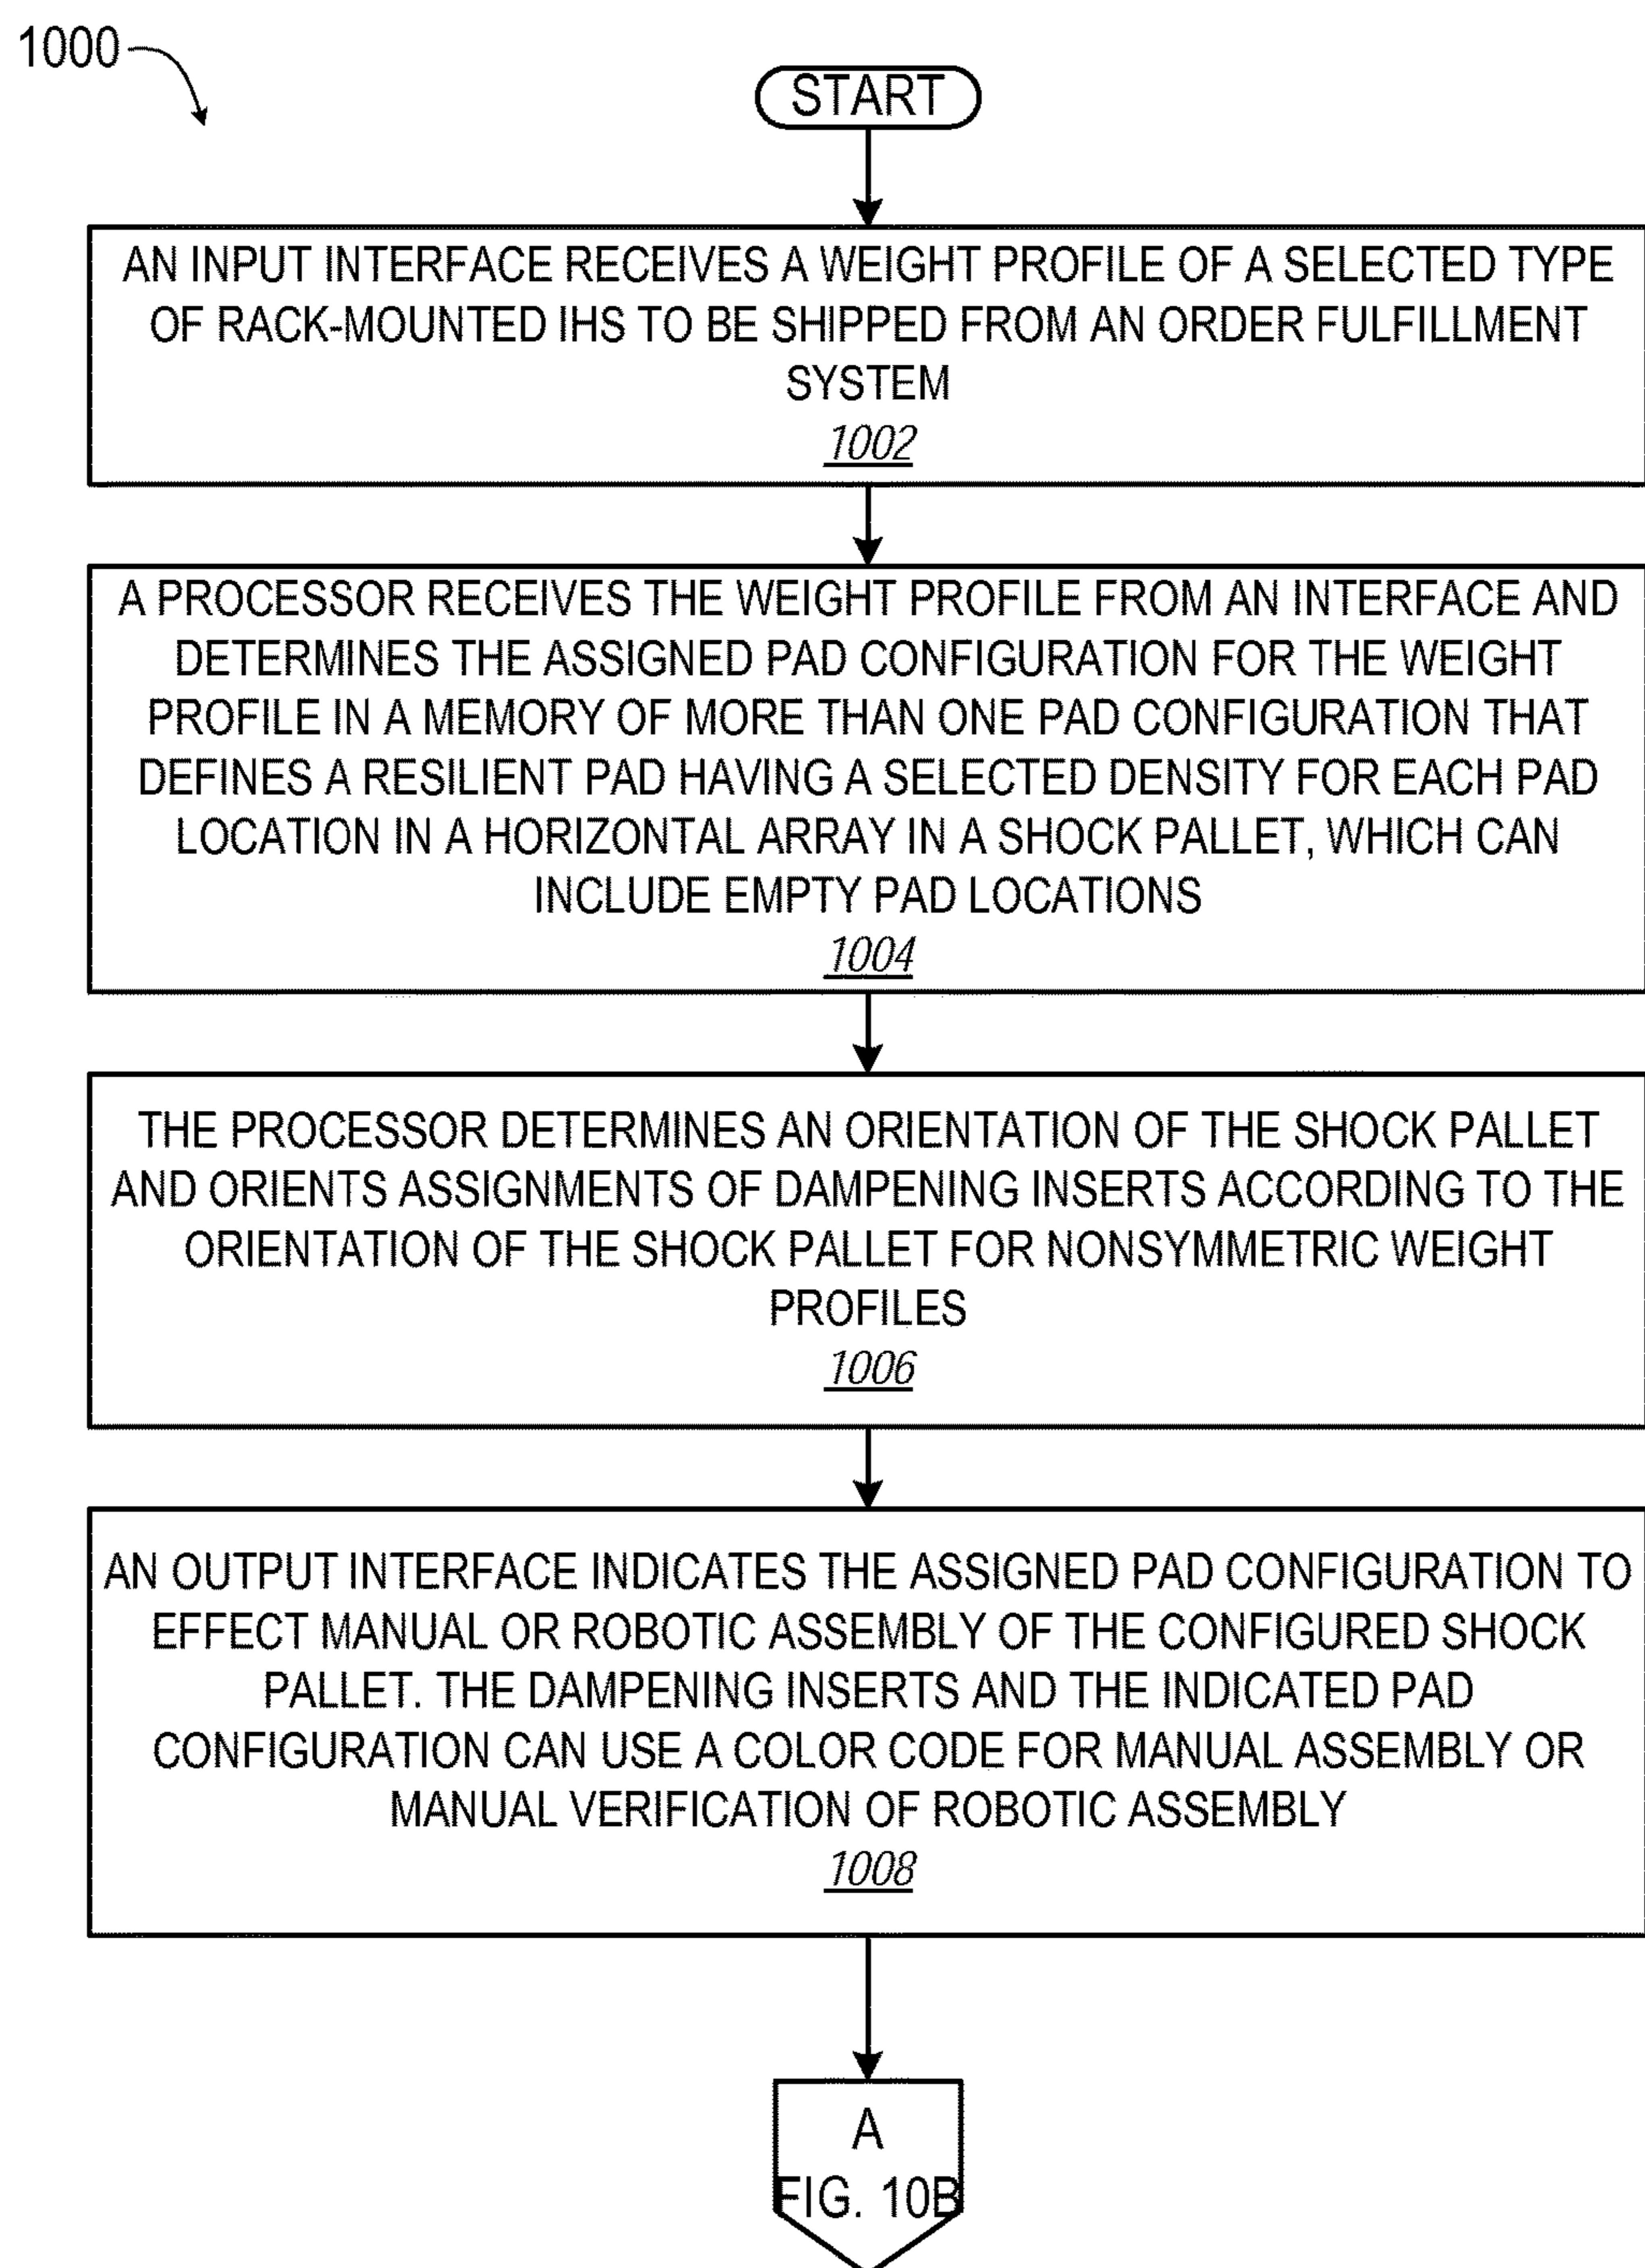 1000
START
AN INPUT INTERFACE RECEIVES A WEIGHT PROFILE OF A SELECTED TYPE
OF RACK-MOUNTED IHS TO BE SHIPPED FROM AN ORDER FULFILLMENT
SYSTEM
1002
A PROCESSOR RECEIVES THE WEIGHT PROFILE FROM AN INTERFACE AND
DETERMINES THE ASSIGNED PAD CONFIGURATION FOR THE WEIGHT
PROFILE IN A MEMORY OF MORE THAN ONE PAD CONFIGURATION THAT
DEFINES A RESILIENT PAD HAVING A SELECTED DENSITY FOR EACH PAD
LOCATION IN A HORIZONTAL ARRAY IN A SHOCK PALLET, WHICH CAN
INCLUDE EMPTY PAD LOCATIONS
1004
THE PROCESSOR DETERMINES AN ORIENTATION OF THE SHOCK PALLET
AND ORIENTS ASSIGNMENTS OF DAMPENING INSERTS ACCORDING TO THE
ORIENTATION OF THE SHOCK PALLET FOR NONSYMMETRIC WEIGHT
PROFILES
1006
AN OUTPUT INTERFACE INDICATES THE ASSIGNED PAD CONFIGURATION TO
EFFECT MANUAL OR ROBOTIC ASSEMBLY OF THE CONFIGURED SHOCK
PALLET. THE DAMPENING INSERTS AND THE INDICATED PAD
CONFIGURATION CAN USE A COLOR CODE FOR MANUAL ASSEMBLY OR
MANUAL VERIFICATION OF ROBOTIC ASSEMBLY
1008
A
FIG. 10B